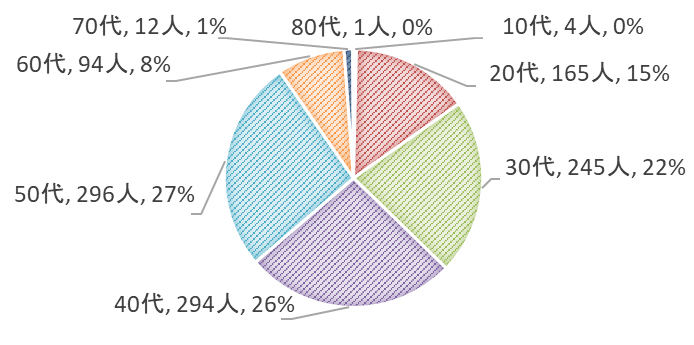 70代, 12人, 1%
80代, 1人, 0%
10代, 4人, 0%
60代, 94人, 8%
20代, 165人, 15%
30代, 245人, 22%
50代, 296人, 27%
40代, 294人, 26%